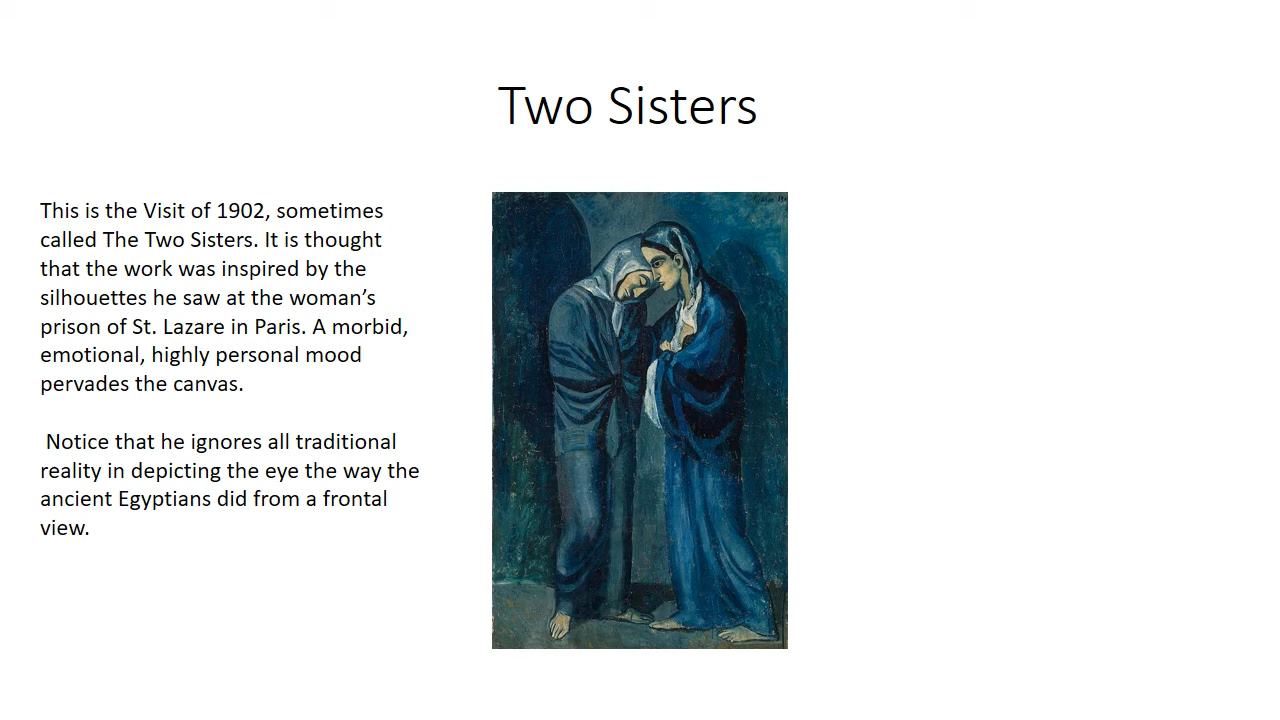 Two Sisters
This is the Visit of 1902, sometimes
called The Two Sisters. It is thought
that the work was inspired by the
silhouettes he saw at the woman’s
prison of St. Lazare in Paris. A morbid,
emotional, highly personal mood
pervades the canvas.
Notice that he ignores all traditional
reality in depicting the eye the way the
ancient Egyptians did from a frontal
view.